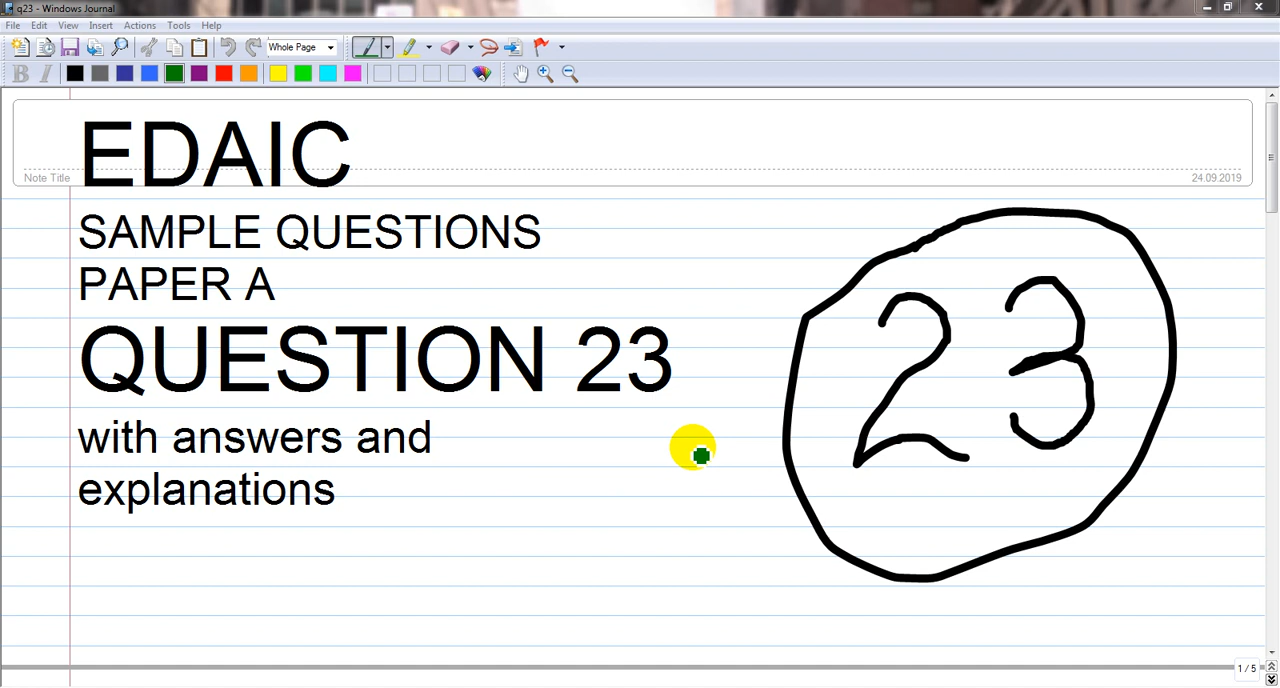 q23 - Windows Journal
File Edit View Insert Actions Tools Help
Whole Page
B I
Note Title
24.09.2019
EDAIC
SAMPLE QUESTIONS
PAPER A
QUESTION 23
with answers and
explanations
23
1 / 5